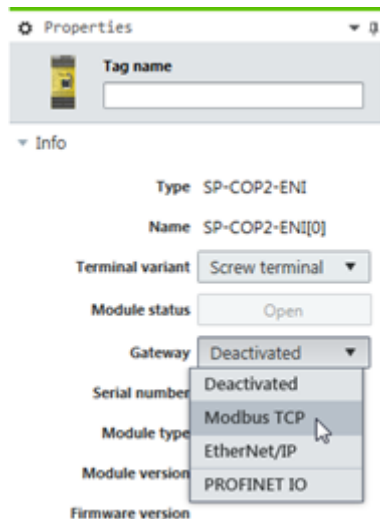 Properties
Tag name
Info
Type SP-COP2-ENI
Name SP-COP2-ENI[0]
Terminal variant Screw terminal
Module status Open
Gateway Deactivated
Serial number Deactivated
Modbus TCP
Module type
EtherNet/IP
Module version
PROFINET IO
Firmware version